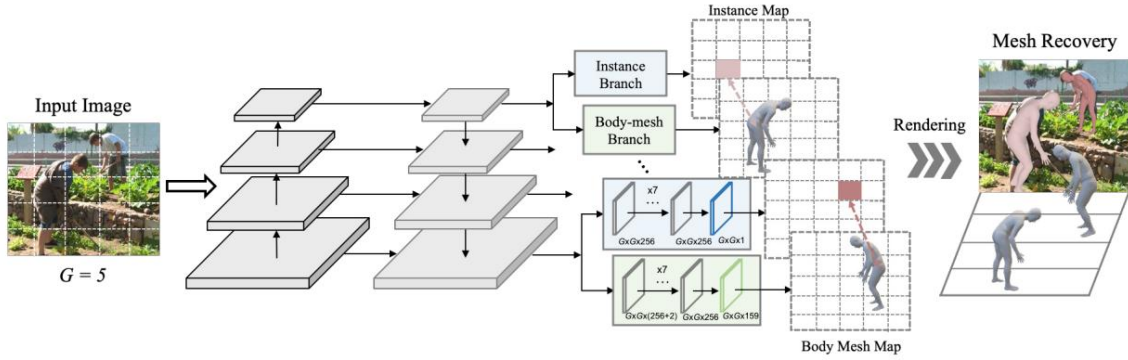 Instance Map
Mesh Recovery
Input Image
Instance
Branch
Body-mesh
Branch
Rendering
x7
...
GxGx256
GxGx256
GxGx1
G = 5
x7
...
GxGx(256+2)
GxGx256
GxGx159
Body Mesh Map